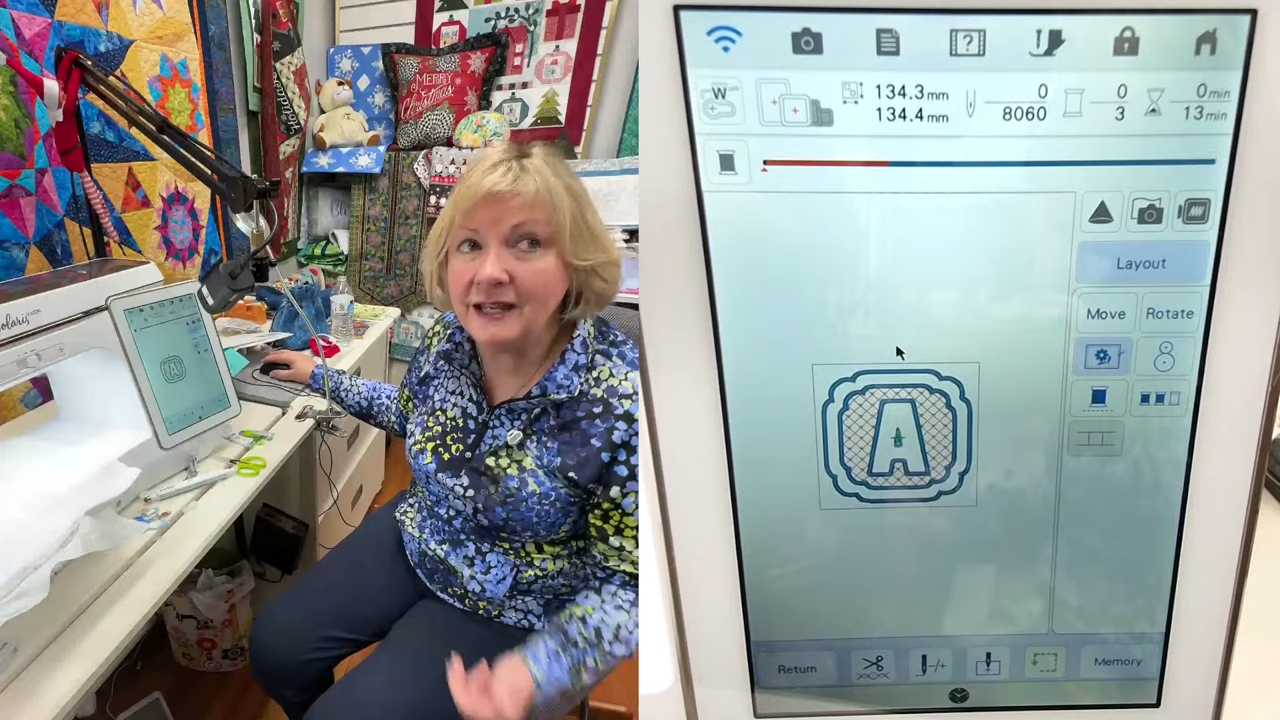 MERRY
Christmas
W
134.3 mm
134.4 mm
0
8060
0
3
0 min
13 min
Layout
Move
Rotate
A
Return
-/+
Memory
A